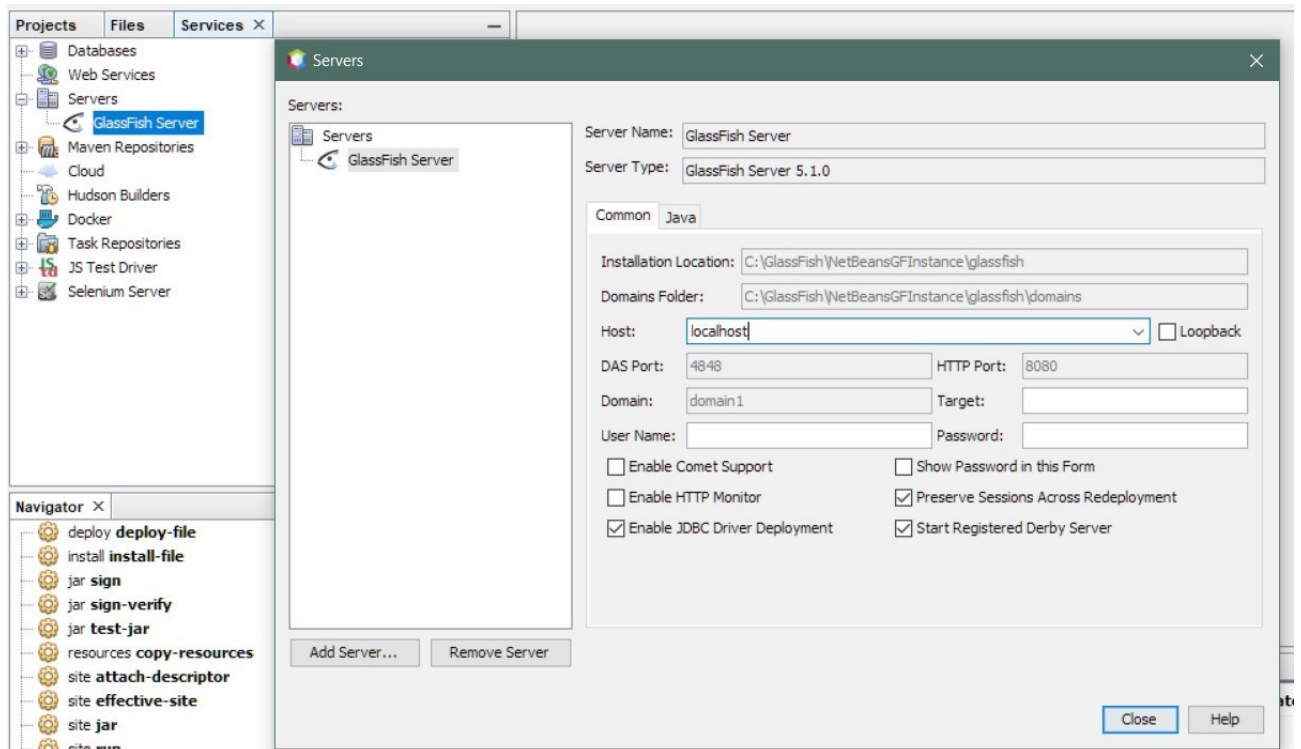 Projects Files Services
Databases
Web Services
Servers
GlassFish Server
Maven Repositories
Cloud
Hudson Builders
Docker
Task Repositories
JS Test Driver
Selenium Server
Navigator
deploy deploy-file
install install-file
jar sign
jar sign-verify
jar test-jar
resources copy-resources
site attach-descriptor
site effective-site
site jar
site run
Servers
Servers:
Servers
GlassFish Server
Add Server... Remove Server
Server Name: GlassFish Server
Server Type: GlassFish Server 5.1.0
Common Java
Installation Location: C:\GlassFish\NetBeansGFInstance\glassfish
Domains Folder: C:\GlassFish\NetBeansGFInstance\glassfish\domains
Host: localhost Loopback
DAS Port: 4848 HTTP Port: 8080
Domain: domain1 Target:
User Name: Password:
Enable Comet Support Show Password in this Form
Enable HTTP Monitor Preserve Sessions Across Redeployment
Enable JDBC Driver Deployment Start Registered Derby Server
Close Help